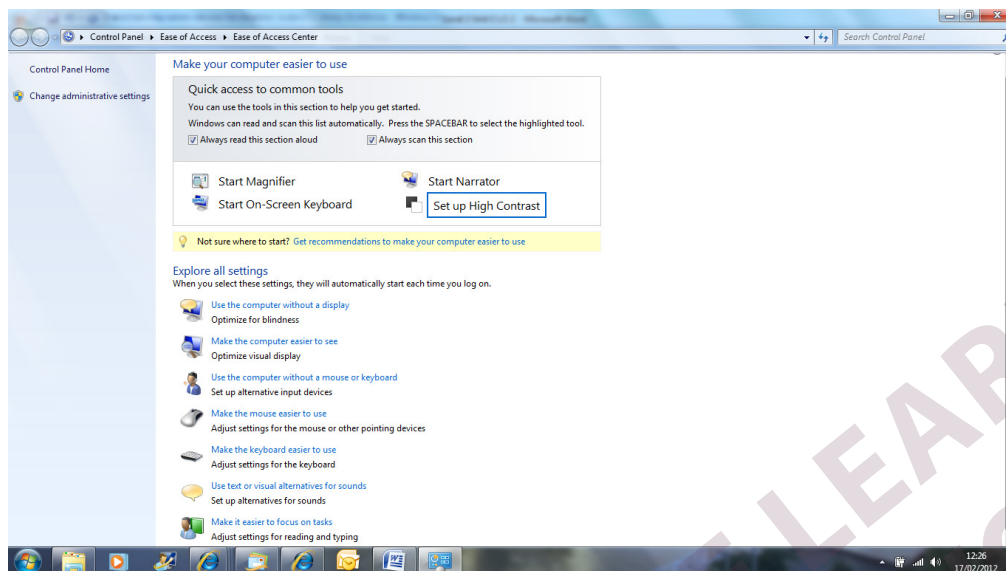 Control Panel ▸ Ease of Access ▸ Ease of Access Center
Search Control Panel
Control Panel Home
Change administrative settings
Make your computer easier to use
Quick access to common tools
You can use the tools in this section to help you get started.
Windows can read and scan this list automatically. Press the SPACEBAR to select the highlighted tool.
Always read this section aloud
Always scan this section
Start Magnifier
Start Narrator
Start On-Screen Keyboard
Set up High Contrast
Not sure where to start? Get recommendations to make your computer easier to use
Explore all settings
When you select these settings, they will automatically start each time you log on.
Use the computer without a display
Optimize for blindness
Make the computer easier to see
Optimize visual display
Use the computer without a mouse or keyboard
Set up alternative input devices
Make the mouse easier to use
Adjust settings for the mouse or other pointing devices
Make the keyboard easier to use
Adjust settings for the keyboard
Use text or visual alternatives for sounds
Set up alternatives for sounds
Make it easier to focus on tasks
Adjust settings for reading and typing
12:26
17/02/2012